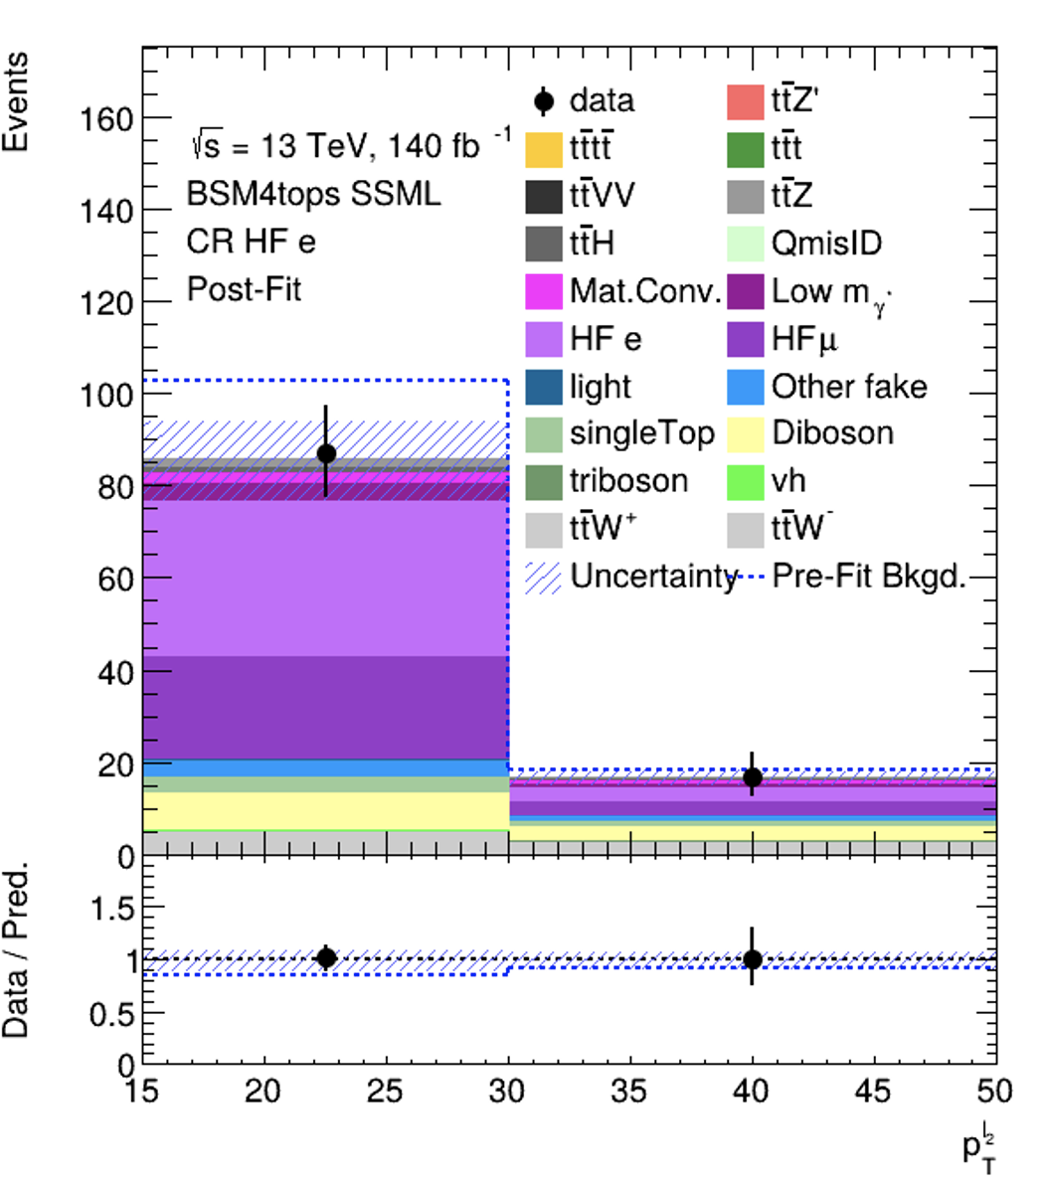 Events
160
140
120
100
80
60
40
20
0
√s = 13 TeV, 140 fb⁻¹
BSM4tops SSML
CR HF e
Post-Fit
data
tt̄Z'
tt̄tt̄
tt̄t
tt̄VV
tt̄Z
tt̄H
QmisID
Mat.Conv.
Low m_γ*
HF e
HFμ
light
Other fake
singleTop
Diboson
triboson
vh
tt̄W⁺
tt̄W⁻
Uncertainty
Pre-Fit Bkgd.
Data / Pred.
1.5
1
0.5
0
15 20 25 30 35 40 45 50
p_T^l₂